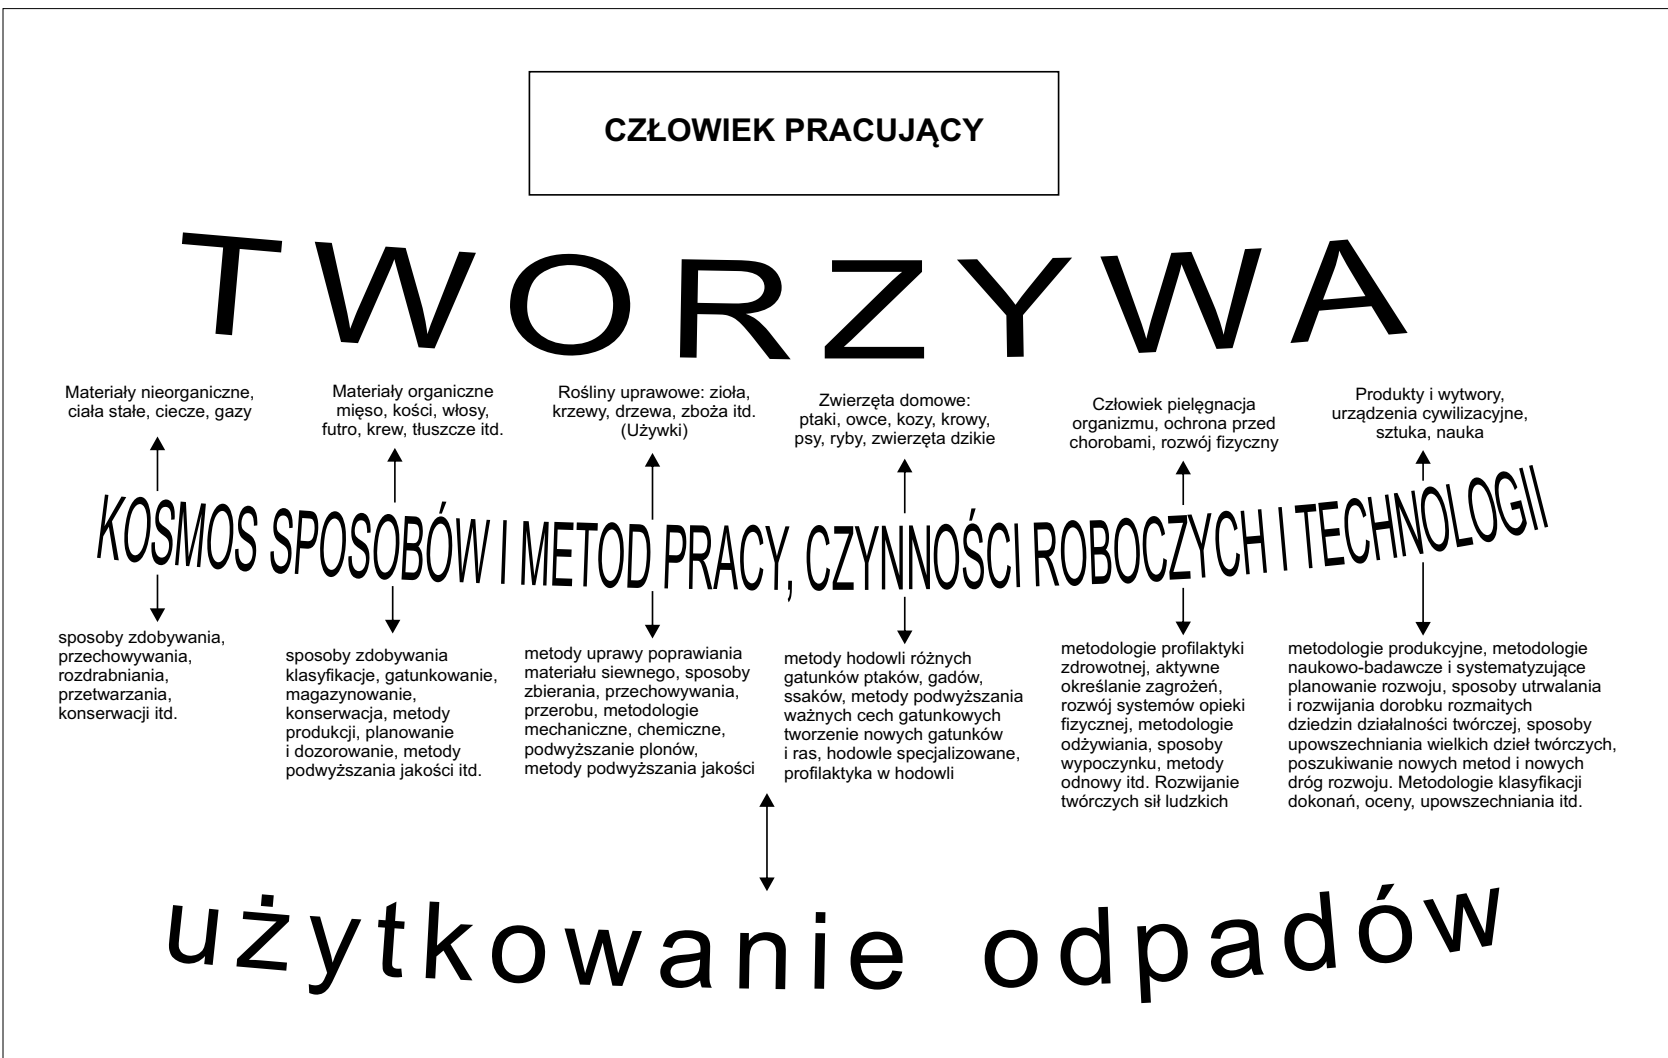 CZŁOWIEK PRACUJĄCY
TWORZYWA
Materiały nieorganiczne,
ciała stałe, ciecze, gazy
Materiały organiczne
mięso, kości, włosy,
futro, krew, tłuszcze itd.
Rośliny uprawowe: zioła,
krzewy, drzewa, zboża itd.
(Używki)
Zwierzęta domowe:
ptaki, owce, kozy, krowy,
psy, ryby, zwierzęta dzikie
Człowiek pielęgnacja
organizmu, ochrona przed
chorobami, rozwój fizyczny
Produkty i wytwory,
urządzenia cywilizacyjne,
sztuka, nauka
KOSMOS SPOSOBÓW I METOD PRACY, CZYNNOŚCI ROBOCZYCH I TECHNOLOGII
sposoby zdobywania,
przechowywania,
rozdrabniania,
przetwarzania,
konserwacji itd.
sposoby zdobywania
klasyfikacje, gatunkowanie,
magazynowanie,
konserwacja, metody
produkcji, planowanie
i dozorowanie, metody
podwyższania jakości itd.
metody uprawy poprawiania
materiału siewnego, sposoby
zbierania, przechowywania,
przerobu, metodologie
mechaniczne, chemiczne,
podwyższanie plonów,
metody podwyższania jakości
metody hodowli różnych
gatunków ptaków, gadów,
ssaków, metody podwyższania
ważnych cech gatunkowych
tworzenie nowych gatunków
i ras, hodowle specjalizowane,
profilaktyka w hodowli
metodologie profilaktyki
zdrowotnej, aktywne
określanie zagrożeń,
rozwój systemów opieki
fizycznej, metodologie
odżywiania, sposoby
wypoczynku, metody
odnowy itd. Rozwijanie
twórczych sił ludzkich
metodologie produkcyjne, metodologie
naukowo-badawcze i systematyzujące
planowanie rozwoju, sposoby utrwalania
i rozwijania dorobku rozmaitych
dziedzin działalności twórczej, sposoby
upowszechniania wielkich dzieł twórczych,
poszukiwanie nowych metod i nowych
dróg rozwoju. Metodologie klasyfikacji
dokonań, oceny, upowszechniania itd.
użytkowanie odpadów